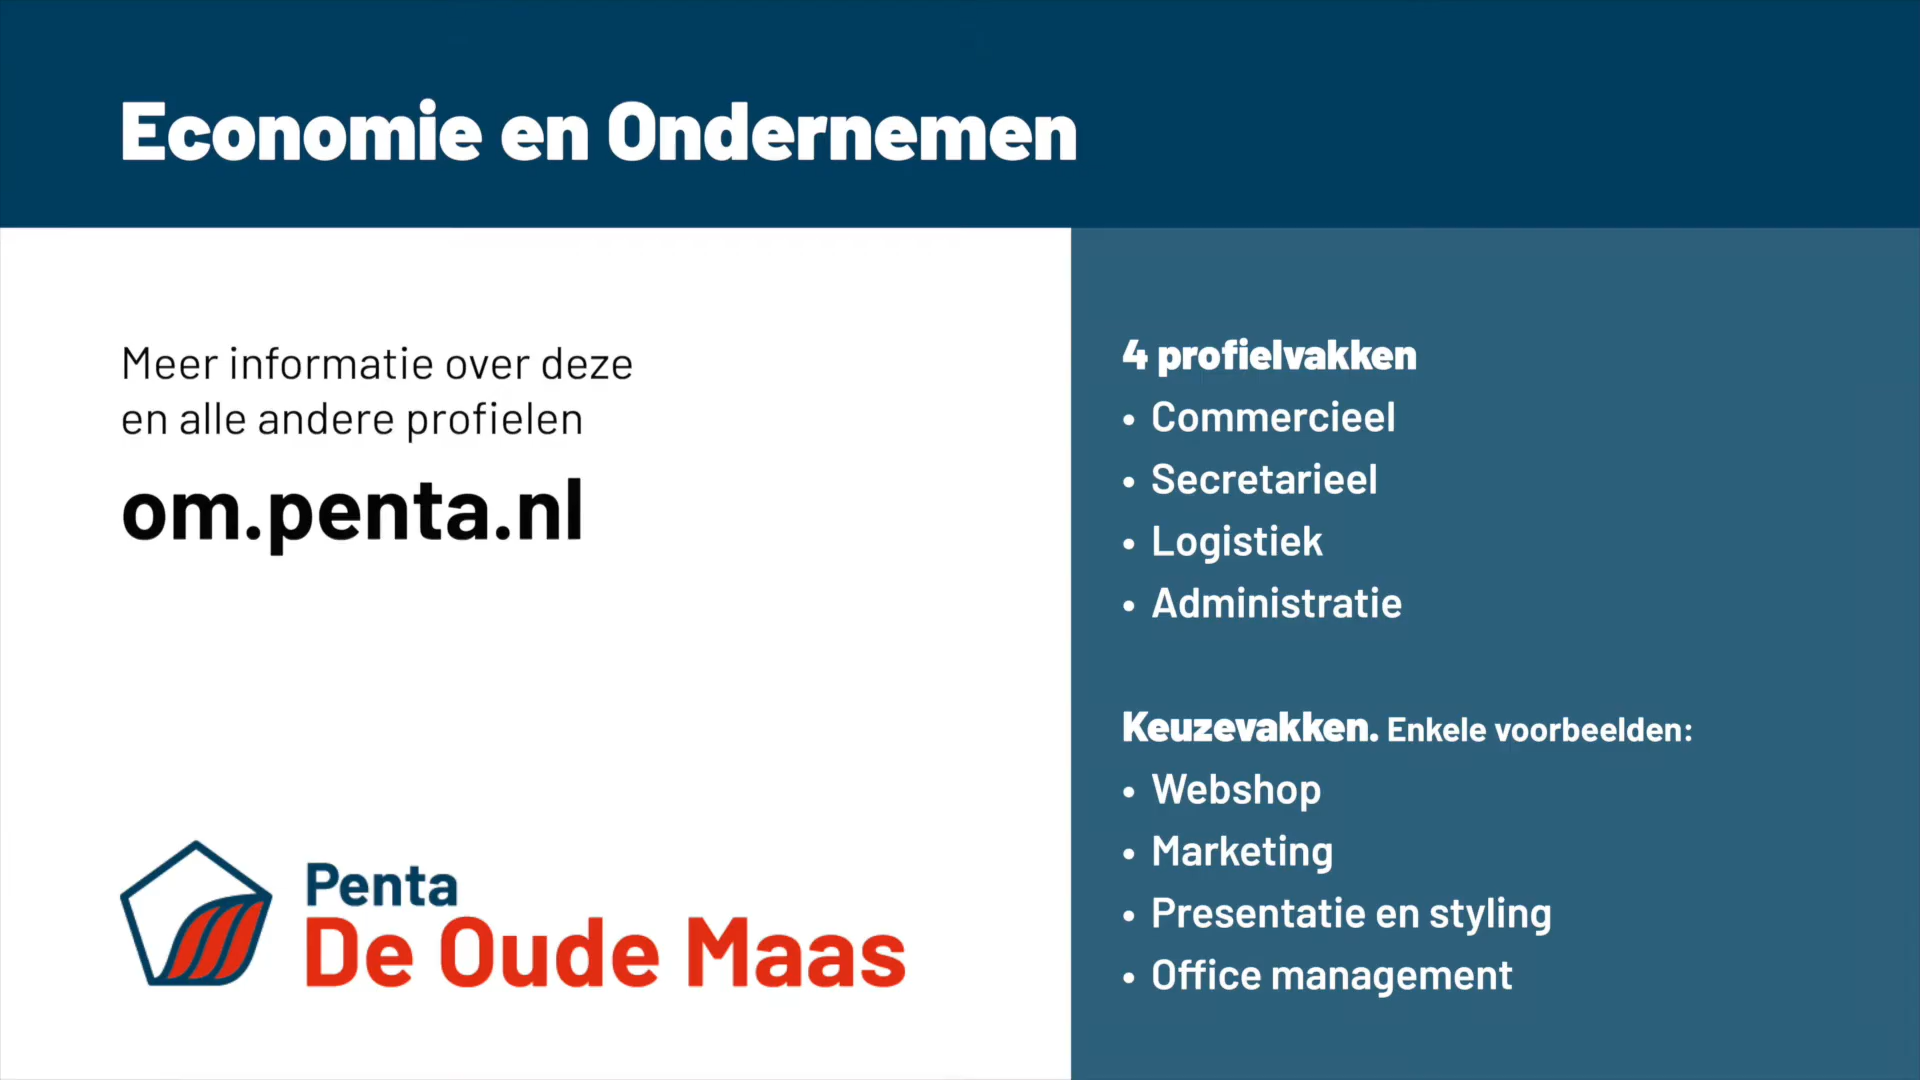 Economie en Ondernemen
Meer informatie over deze
en alle andere profielen
om.penta.nl
Penta
De Oude Maas
4 profielvakken
• Commercieel
• Secretarieel
• Logistiek
• Administratie
Keuzevakken. Enkele voorbeelden:
• Webshop
• Marketing
• Presentatie en styling
• Office management